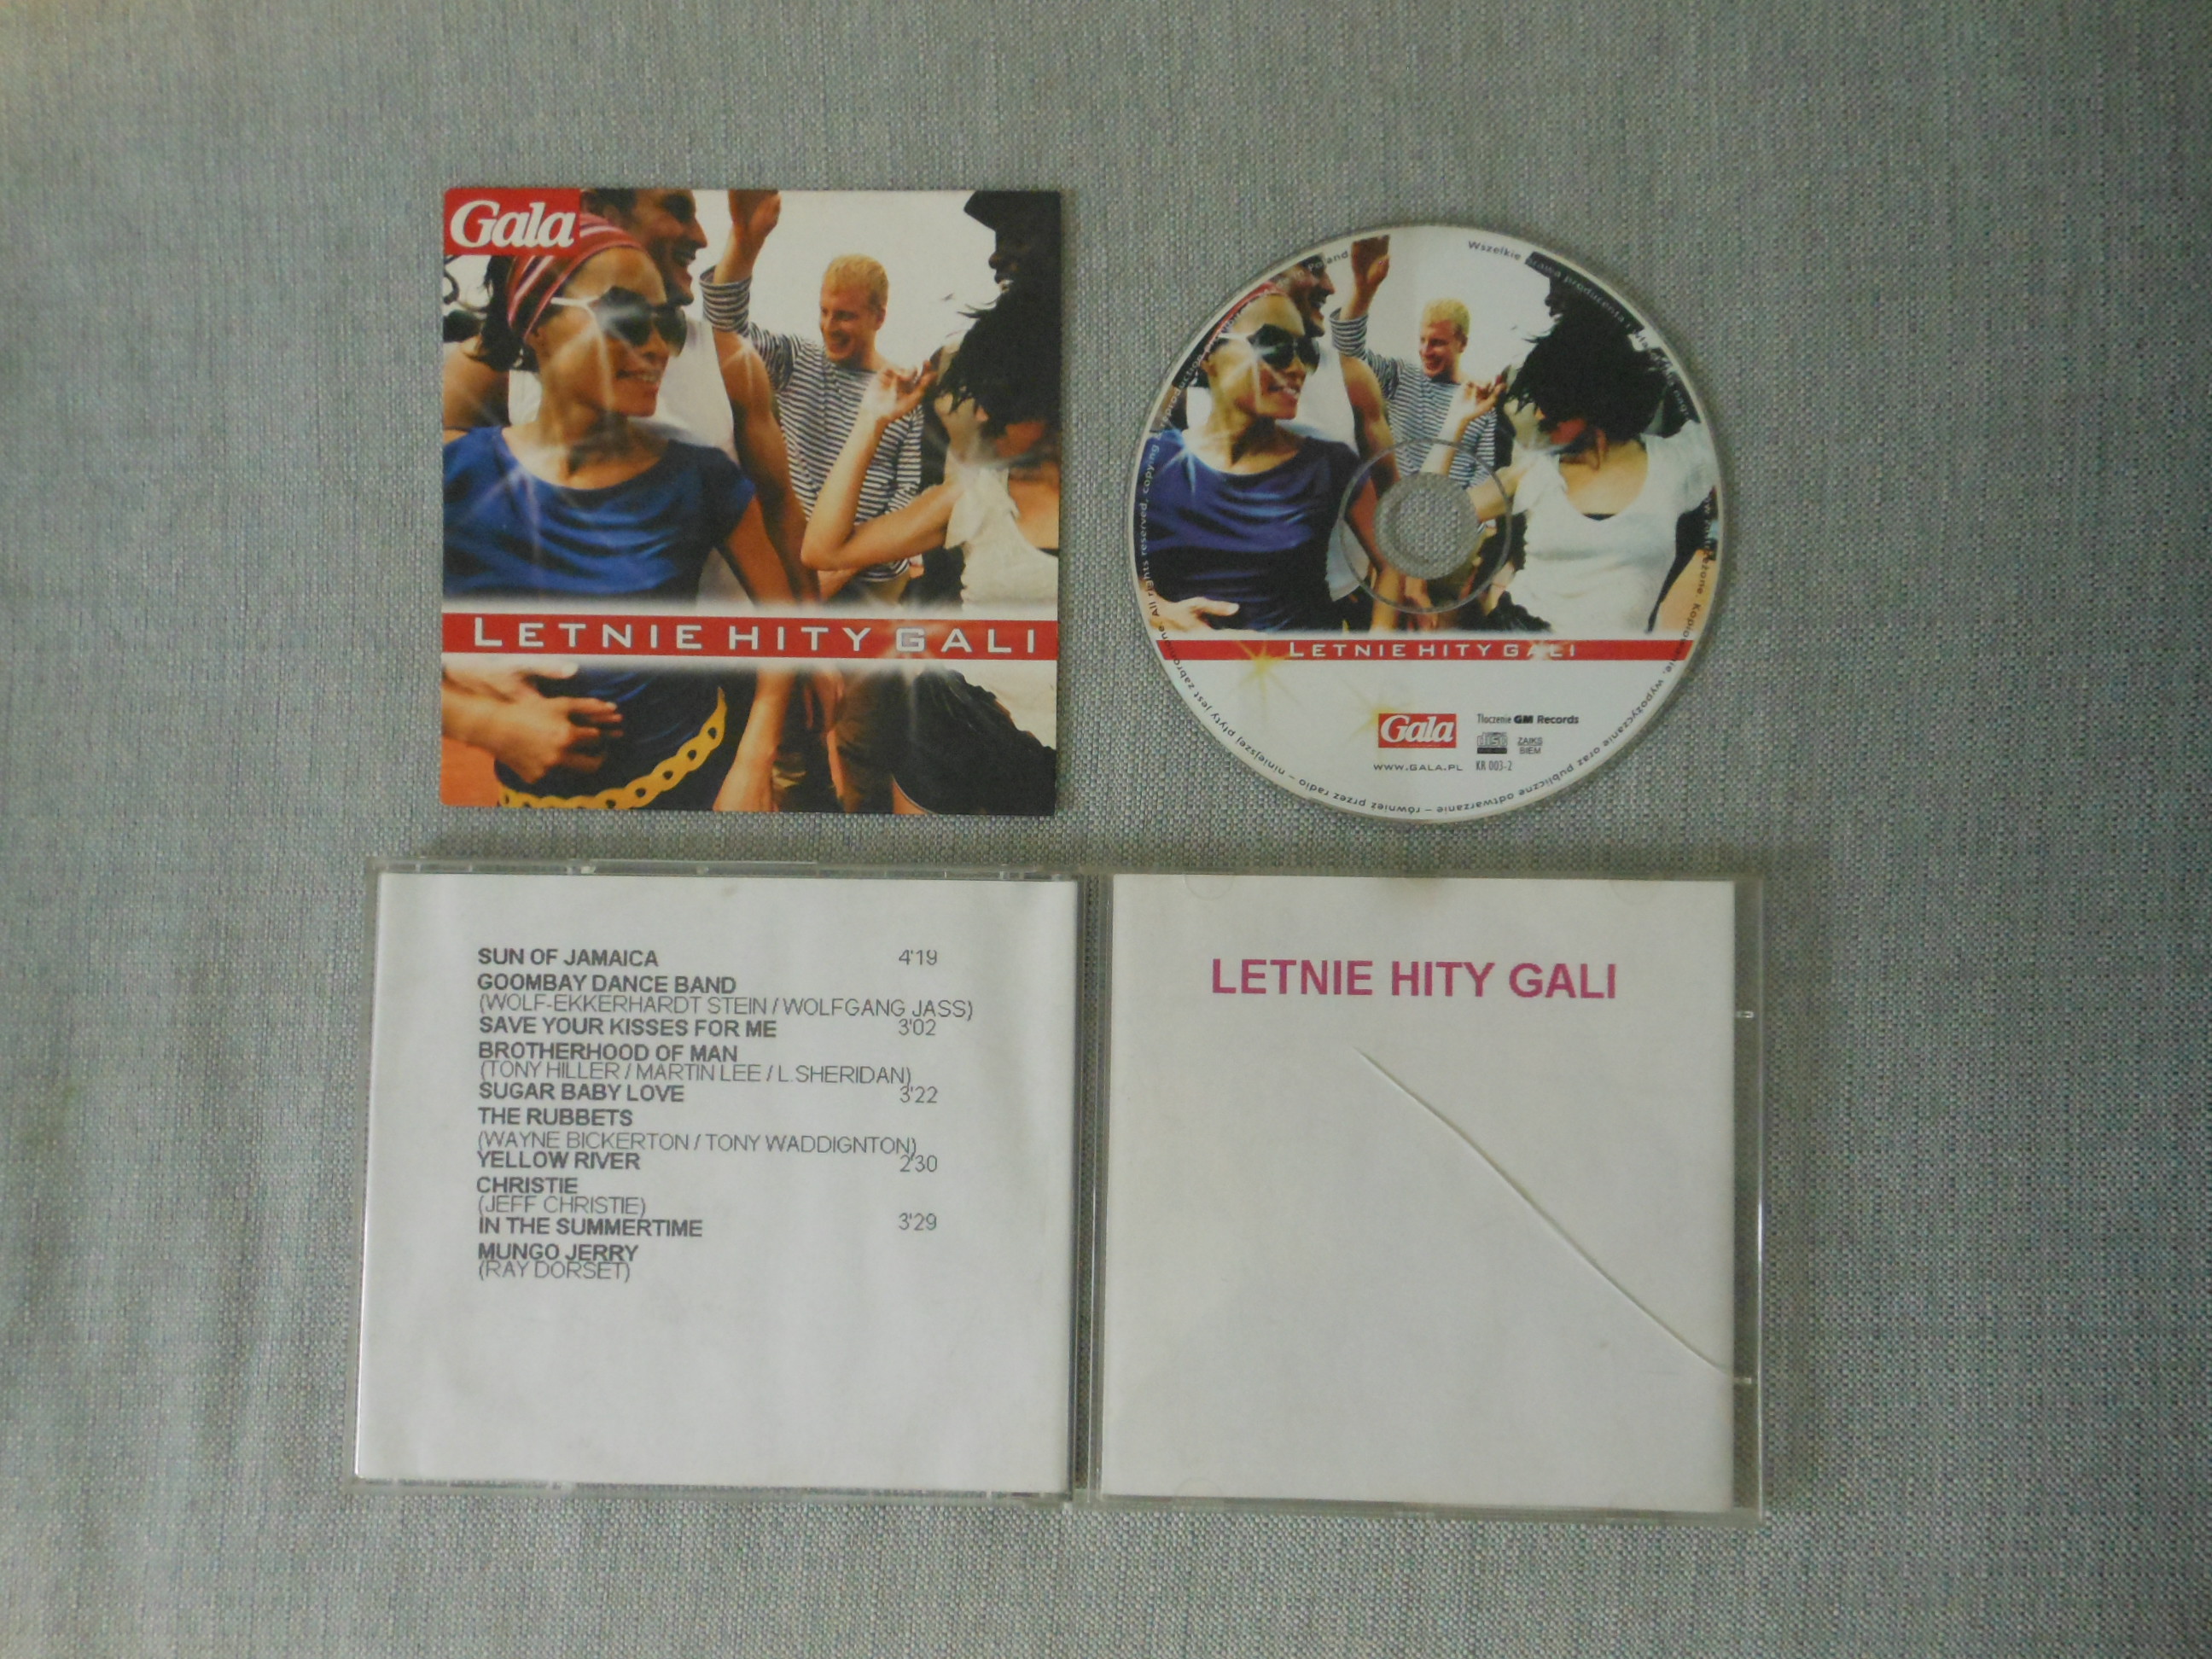 Gala
LETNIE HITY GALI
Wszelkie prawa producenta
All rights reserved. copying
Kopiowanie, wypożyczanie oraz publiczne odtwarzanie – również przez radio – niniejszej płyty jest zabronione.
LETNIE HITY GALI
Gala
Tłoczenie GM Records
ZAIKS
BIEM
WWW.GALA.PL KR 003-2
SUN OF JAMAICA 4'19
GOOMBAY DANCE BAND
(WOLF-EKKERHARDT STEIN / WOLFGANG JASS)
SAVE YOUR KISSES FOR ME 3'02
BROTHERHOOD OF MAN
(TONY HILLER / MARTIN LEE / L.SHERIDAN)
SUGAR BABY LOVE 3'22
THE RUBBETS
(WAYNE BICKERTON / TONY WADDIGNTON)
YELLOW RIVER 2'30
CHRISTIE
(JEFF CHRISTIE)
IN THE SUMMERTIME 3'29
MUNGO JERRY
(RAY DORSET)
LETNIE HITY GALI